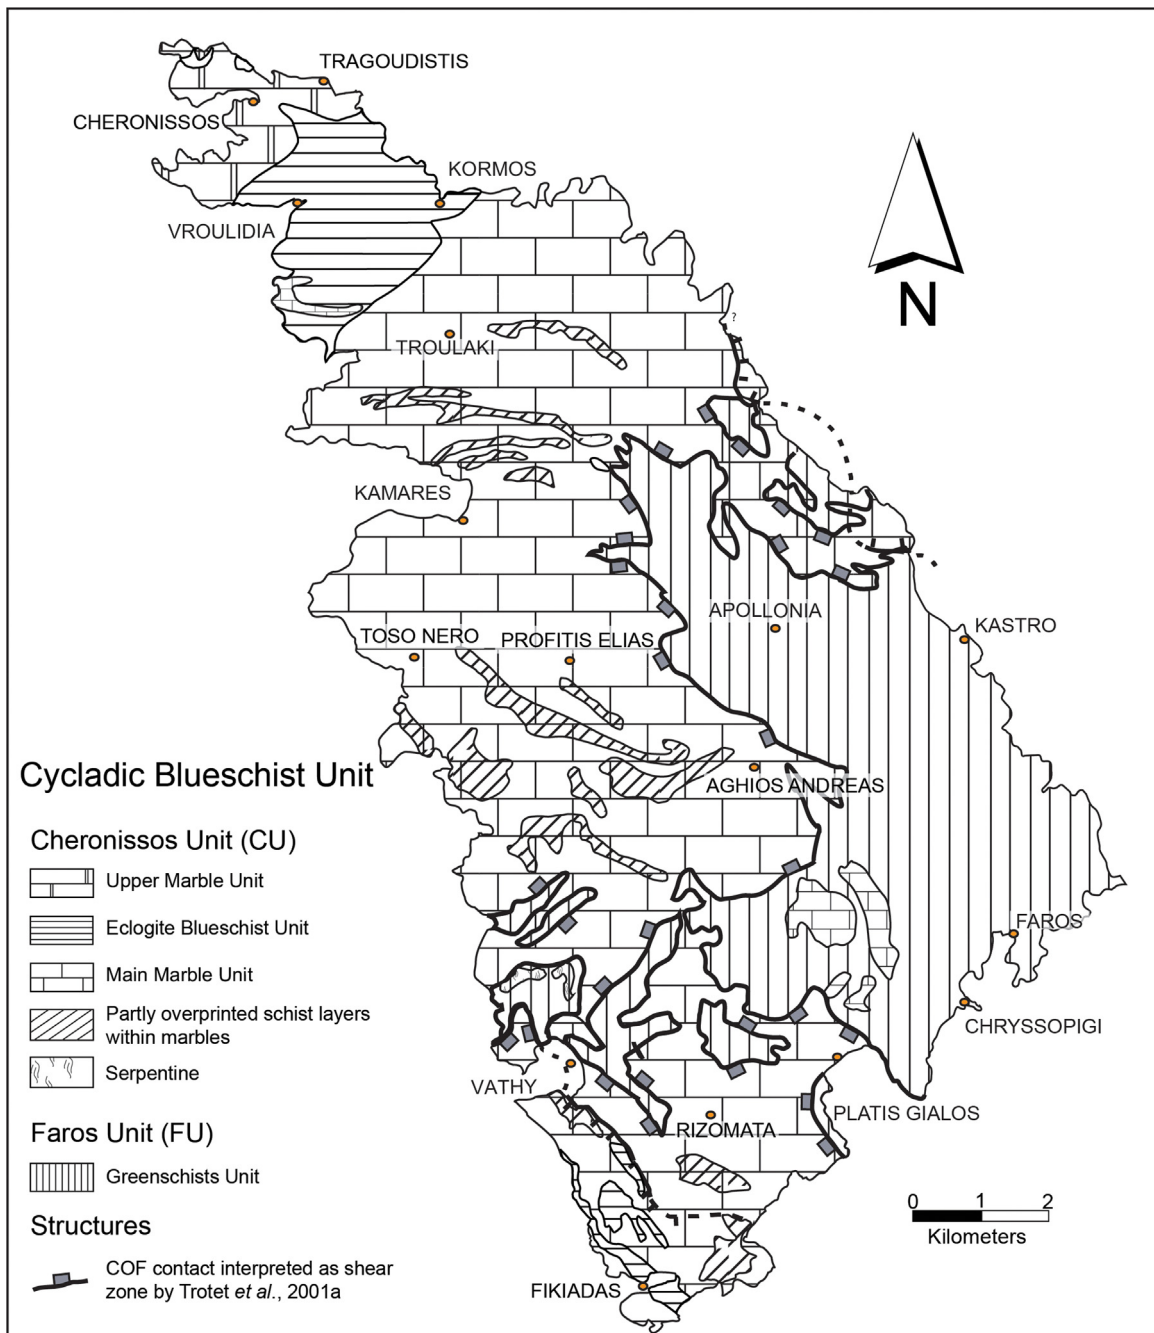 TRAGOUDISTIS
CHERONISSOS
KORMOS
VROULIDIA
N
?
TROULAKI
KAMARES
APOLLONIA
KASTRO
TOSO NERO
PROFITIS ELIAS
AGHIOS ANDREAS
FAROS
CHRYSSOPIGI
VATHY
PLATIS GIALOS
RIZOMATA
FIKIADAS
0 1 2
Kilometers
Cycladic Blueschist Unit
Cheronissos Unit (CU)
Upper Marble Unit
Eclogite Blueschist Unit
Main Marble Unit
Partly overprinted schist layers
within marbles
Serpentine
Faros Unit (FU)
Greenschists Unit
Structures
COF contact interpreted as shear
zone by Trotet et al., 2001a